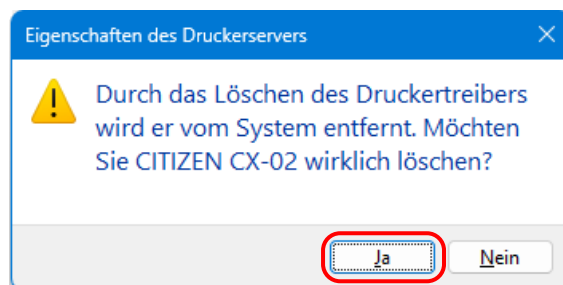 Eigenschaften des Druckerservers
Durch das Löschen des Druckertreibers
wird er vom System entfernt. Möchten
Sie CITIZEN CX-02 wirklich löschen?
Ja
Nein